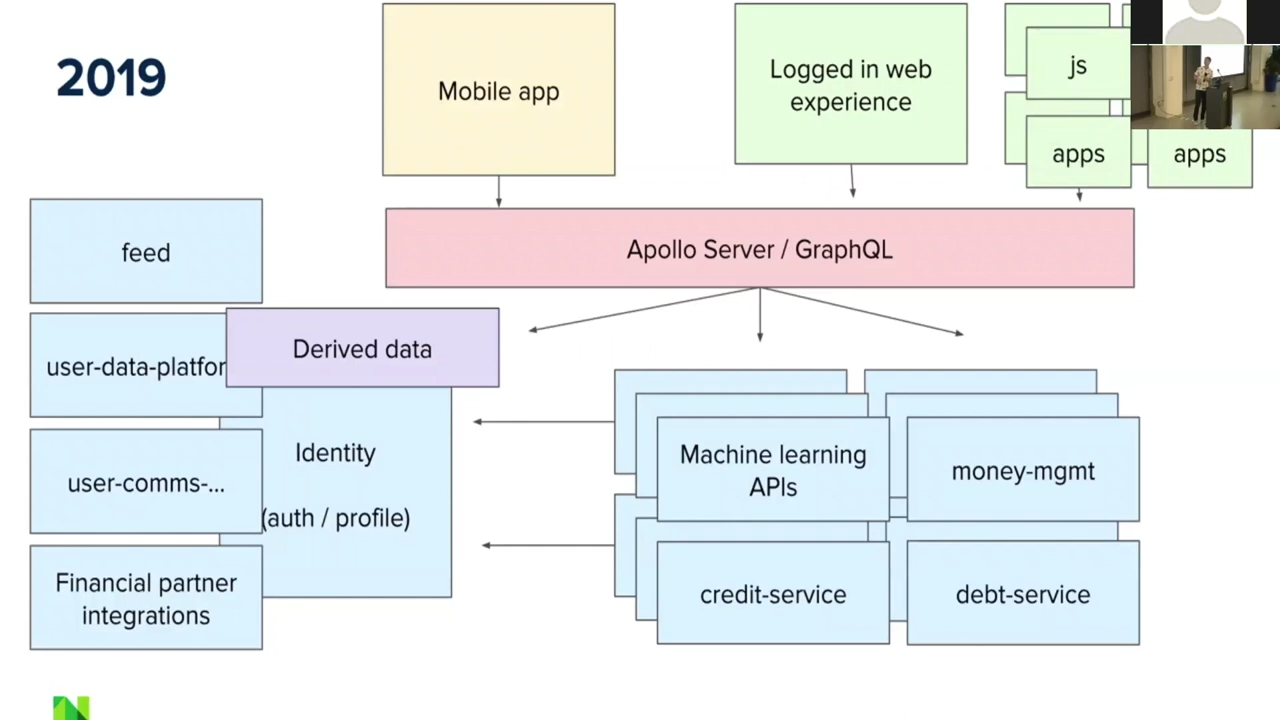 2019
Mobile app
Logged in web
experience
js
apps
apps
Apollo Server / GraphQL
feed
Derived data
user-data-platfor
Identity
(auth / profile)
user-comms-...
Financial partner
integrations
Machine learning
APIs
money-mgmt
credit-service
debt-service